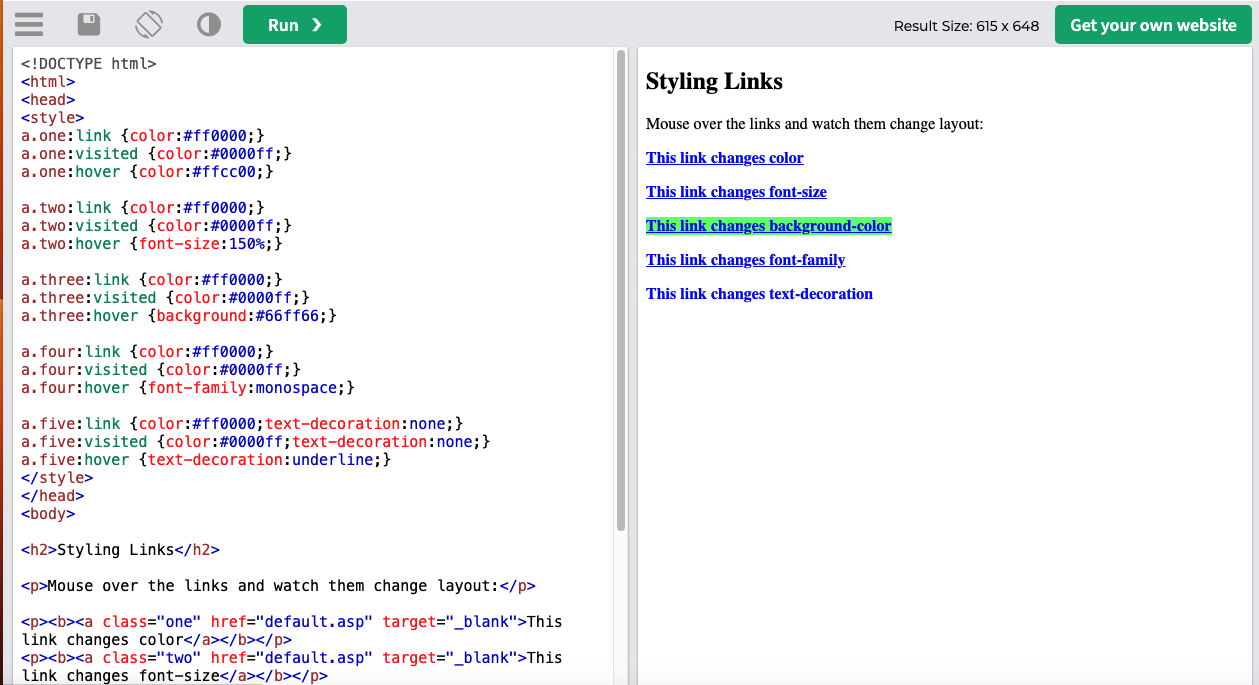 Run ❯
Result Size: 615 x 648
Get your own website
<!DOCTYPE html>
<html>
<head>
<style>
a.one:link {color:#ff0000;}
a.one:visited {color:#0000ff;}
a.one:hover {color:#ffcc00;}
a.two:link {color:#ff0000;}
a.two:visited {color:#0000ff;}
a.two:hover {font-size:150%;}
a.three:link {color:#ff0000;}
a.three:visited {color:#0000ff;}
a.three:hover {background:#66ff66;}
a.four:link {color:#ff0000;}
a.four:visited {color:#0000ff;}
a.four:hover {font-family:monospace;}
a.five:link {color:#ff0000;text-decoration:none;}
a.five:visited {color:#0000ff;text-decoration:none;}
a.five:hover {text-decoration:underline;}
</style>
</head>
<body>
<h2>Styling Links</h2>
<p>Mouse over the links and watch them change layout:</p>
<p><b><a class="one" href="default.asp" target="_blank">This
link changes color</a></b></p>
<p><b><a class="two" href="default.asp" target="_blank">This
link changes font-size</a></b></p>
Styling Links
Mouse over the links and watch them change layout:
This link changes color
This link changes font-size
This link changes background-color
This link changes font-family
This link changes text-decoration